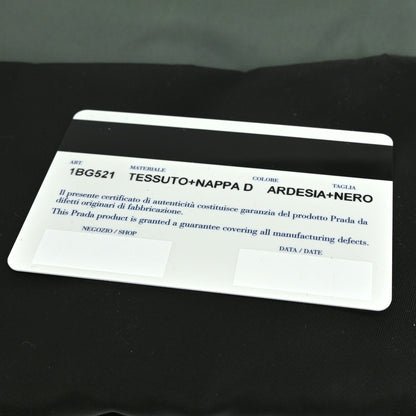 ART MATERIALE COLORE TAGLIA
1BG521 TESSUTO+NAPPA D ARDESIA+NERO
Il presente certificato di autenticità costituisce garanzia del prodotto Prada da
difetti originari di fabbricazione.
This Prada product is granted a guarantee covering all manufacturing defects.
NEGOZIO / SHOP DATA / DATE